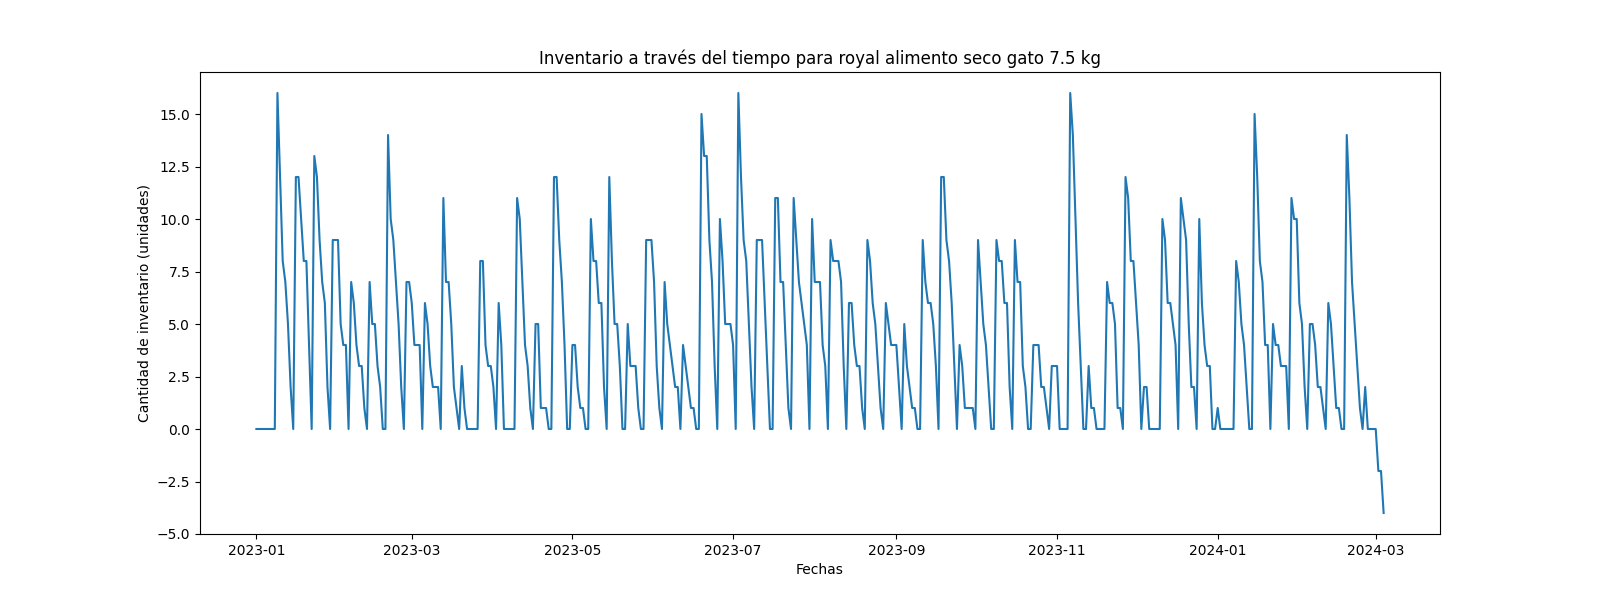 Inventario a través del tiempo para royal alimento seco gato 7.5 kg
Cantidad de inventario (unidades)
15.0
12.5
10.0
7.5
5.0
2.5
0.0
−2.5
−5.0
2023-01 2023-03 2023-05 2023-07 2023-09 2023-11 2024-01 2024-03
Fechas